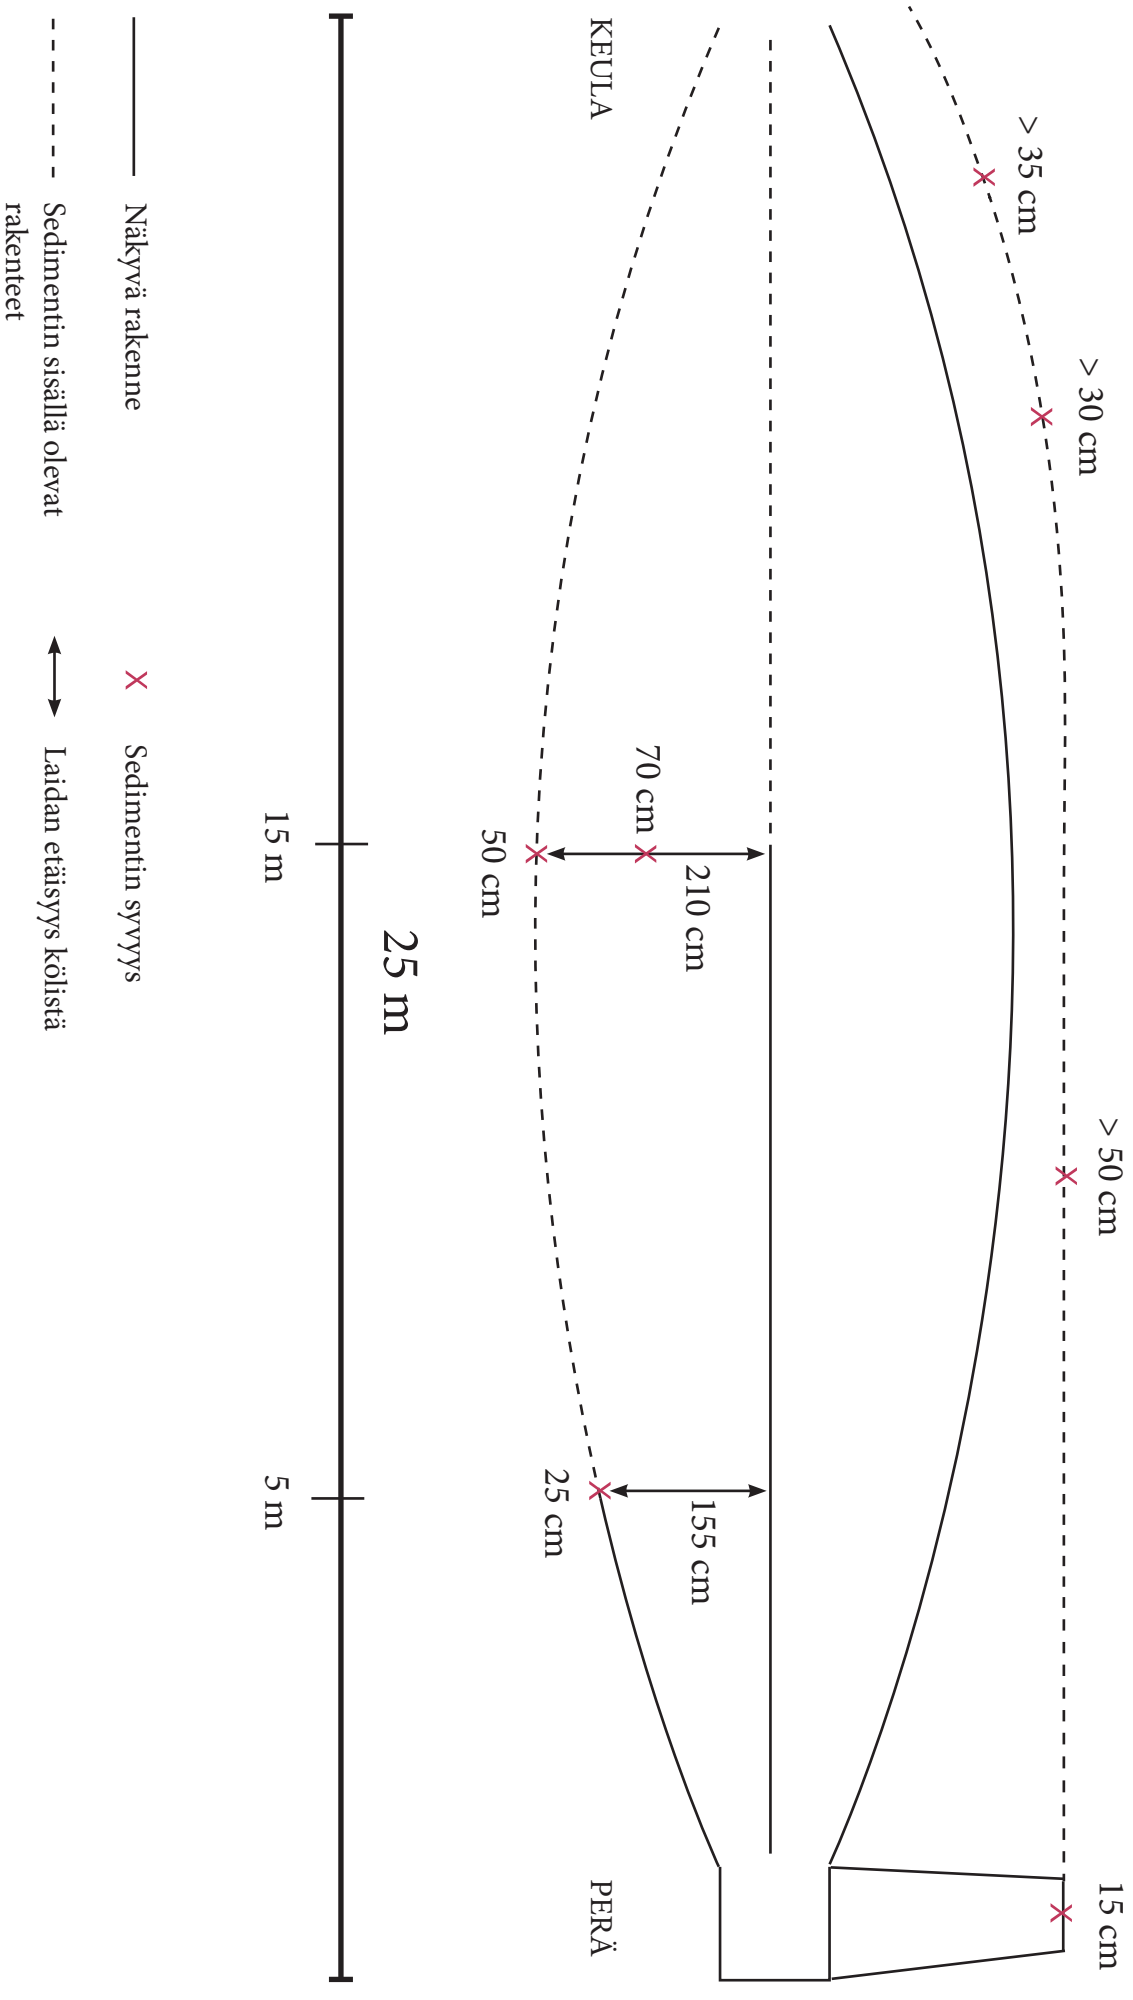 > 35 cm
> 30 cm
> 50 cm
15 cm
KEULA
70 cm
210 cm
50 cm
155 cm
25 cm
PERÄ
25 m
15 m
5 m
Näkyvä rakenne
Sedimentin sisällä olevat
rakenteet
X Sedimentin syvyys
Laidan etäisyys kölistä